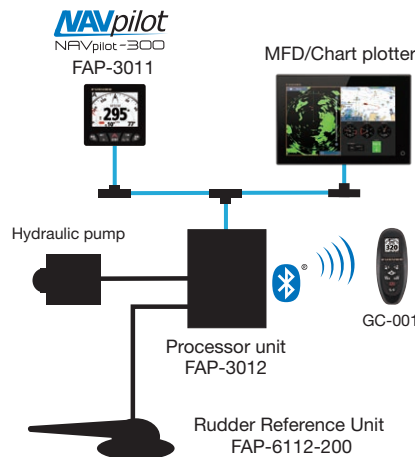 NAVpilot
NAVpilot-300
FAP-3011
MFD/Chart plotter
295°
Hydraulic pump
320
®
GC-001
Processor unit
FAP-3012
Rudder Reference Unit
FAP-6112-200